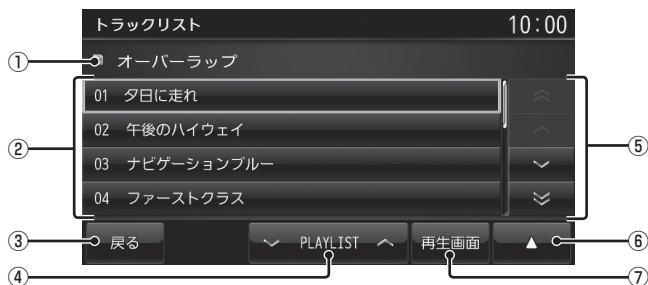 トラックリスト 10:00
① オーバーラップ
② ⑤
01 夕日に走れ
02 午後のハイウェイ
03 ナビゲーションブルー
04 ファーストクラス
③ 戻る PLAYLIST 再生画面 ▲ ⑥
④ ⑦